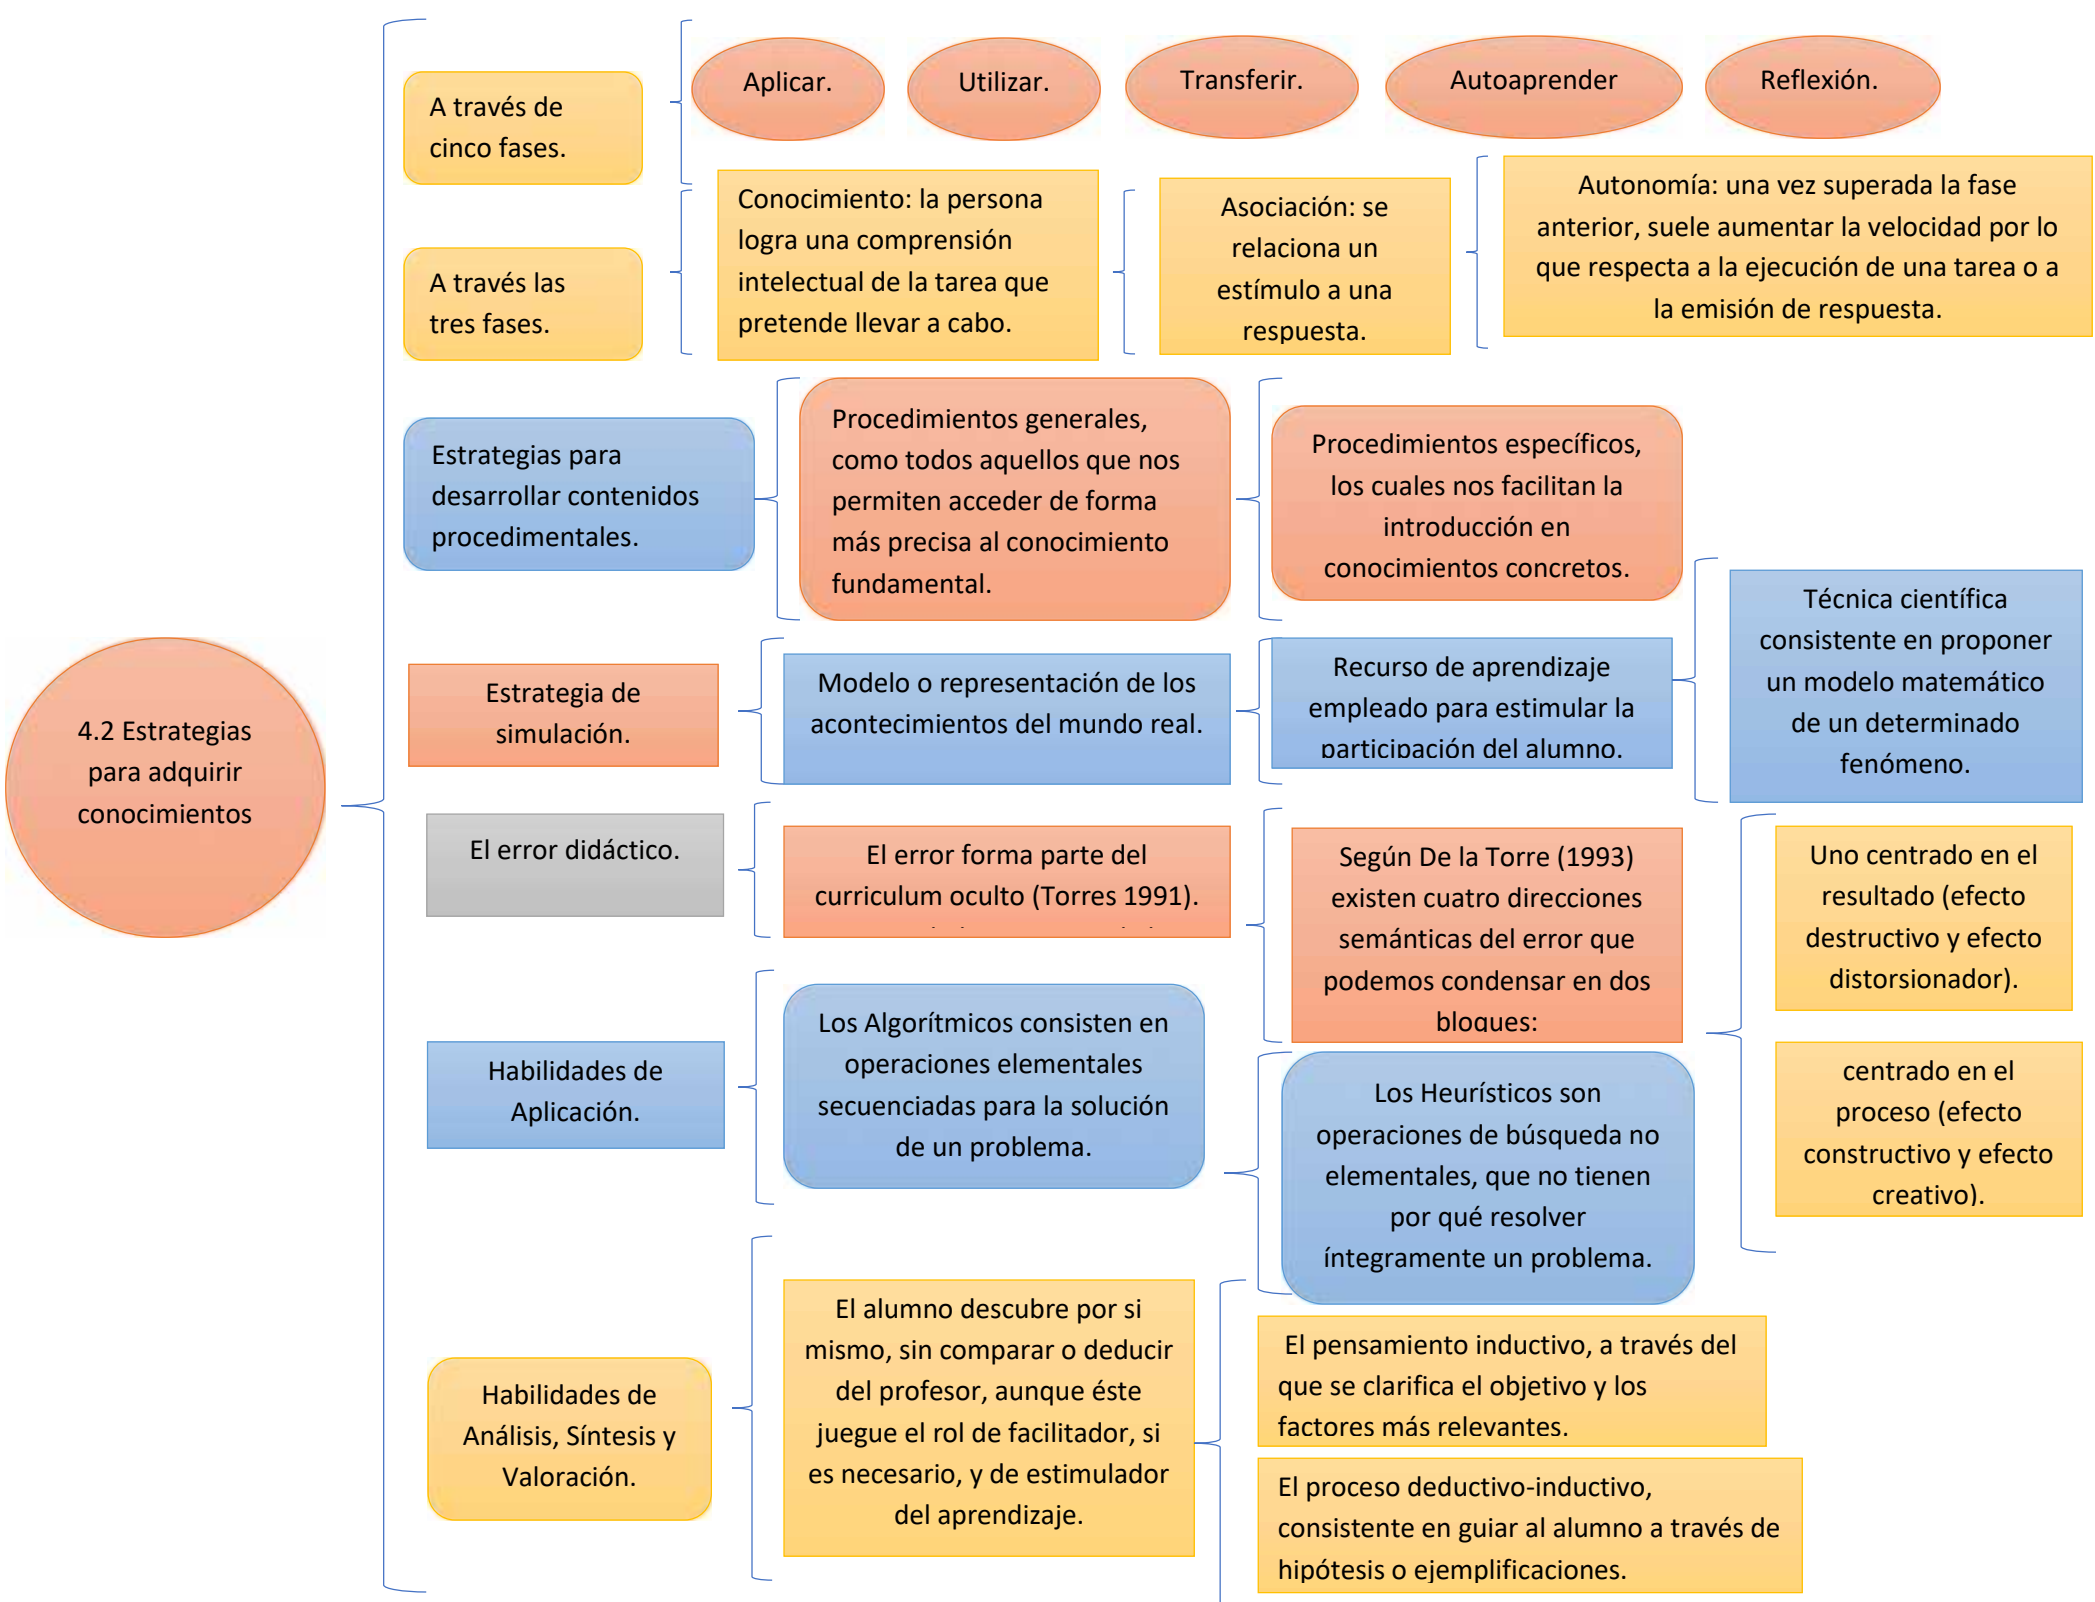 4.2 Estrategias
para adquirir
conocimientos
A través de
cinco fases.
Aplicar.
Utilizar.
Transferir.
Autoaprender
Reflexión.
A través las
tres fases.
Conocimiento: la persona
logra una comprensión
intelectual de la tarea que
pretende llevar a cabo.
Asociación: se
relaciona un
estímulo a una
respuesta.
Autonomía: una vez superada la fase
anterior, suele aumentar la velocidad por lo
que respecta a la ejecución de una tarea o a
la emisión de respuesta.
Estrategias para
desarrollar contenidos
procedimentales.
Procedimientos generales,
como todos aquellos que nos
permiten acceder de forma
más precisa al conocimiento
fundamental.
Procedimientos específicos,
los cuales nos facilitan la
introducción en
conocimientos concretos.
Estrategia de
simulación.
Modelo o representación de los
acontecimientos del mundo real.
Recurso de aprendizaje
empleado para estimular la
participación del alumno.
Técnica científica
consistente en proponer
un modelo matemático
de un determinado
fenómeno.
El error didáctico.
El error forma parte del
curriculum oculto (Torres 1991).
Según De la Torre (1993)
existen cuatro direcciones
semánticas del error que
podemos condensar en dos
bloques:
Uno centrado en el
resultado (efecto
destructivo y efecto
distorsionador).
centrado en el
proceso (efecto
constructivo y efecto
creativo).
Habilidades de
Aplicación.
Los Algorítmicos consisten en
operaciones elementales
secuenciadas para la solución
de un problema.
Los Heurísticos son
operaciones de búsqueda no
elementales, que no tienen
por qué resolver
íntegramente un problema.
Habilidades de
Análisis, Síntesis y
Valoración.
El alumno descubre por si
mismo, sin comparar o deducir
del profesor, aunque éste
juegue el rol de facilitador, si
es necesario, y de estimulador
del aprendizaje.
El pensamiento inductivo, a través del
que se clarifica el objetivo y los
factores más relevantes.
El proceso deductivo-inductivo,
consistente en guiar al alumno a través de
hipótesis o ejemplificaciones.